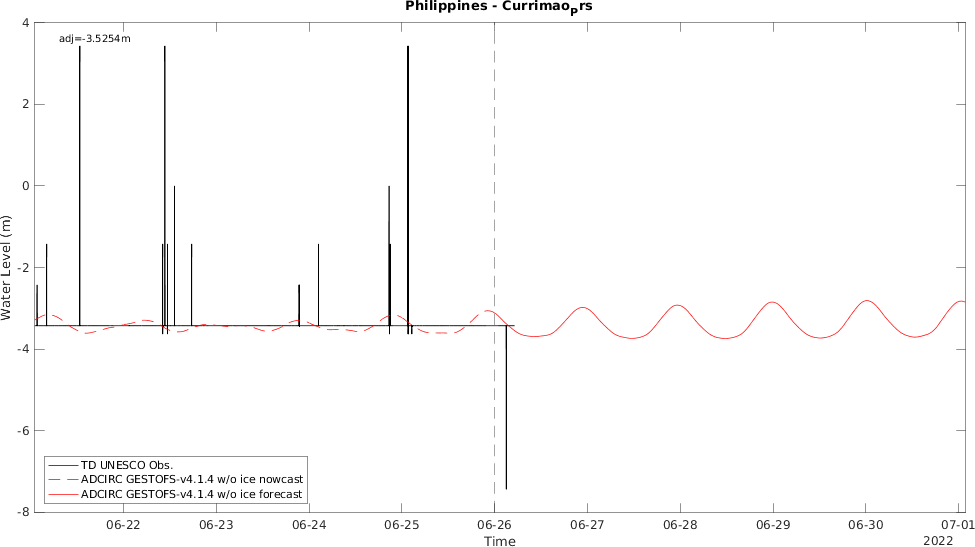 Philippines - Currimaoprs
4
adj=-3.5254m
2
0
-2
-4
-6
-8
Water Level (m)
TD UNESCO Obs.
ADCIRC GESTOFS-v4.1.4 w/o ice nowcast
ADCIRC GESTOFS-v4.1.4 w/o ice forecast
06-22 06-23 06-24 06-25 06-26 06-27 06-28 06-29 06-30 07-01
Time
2022